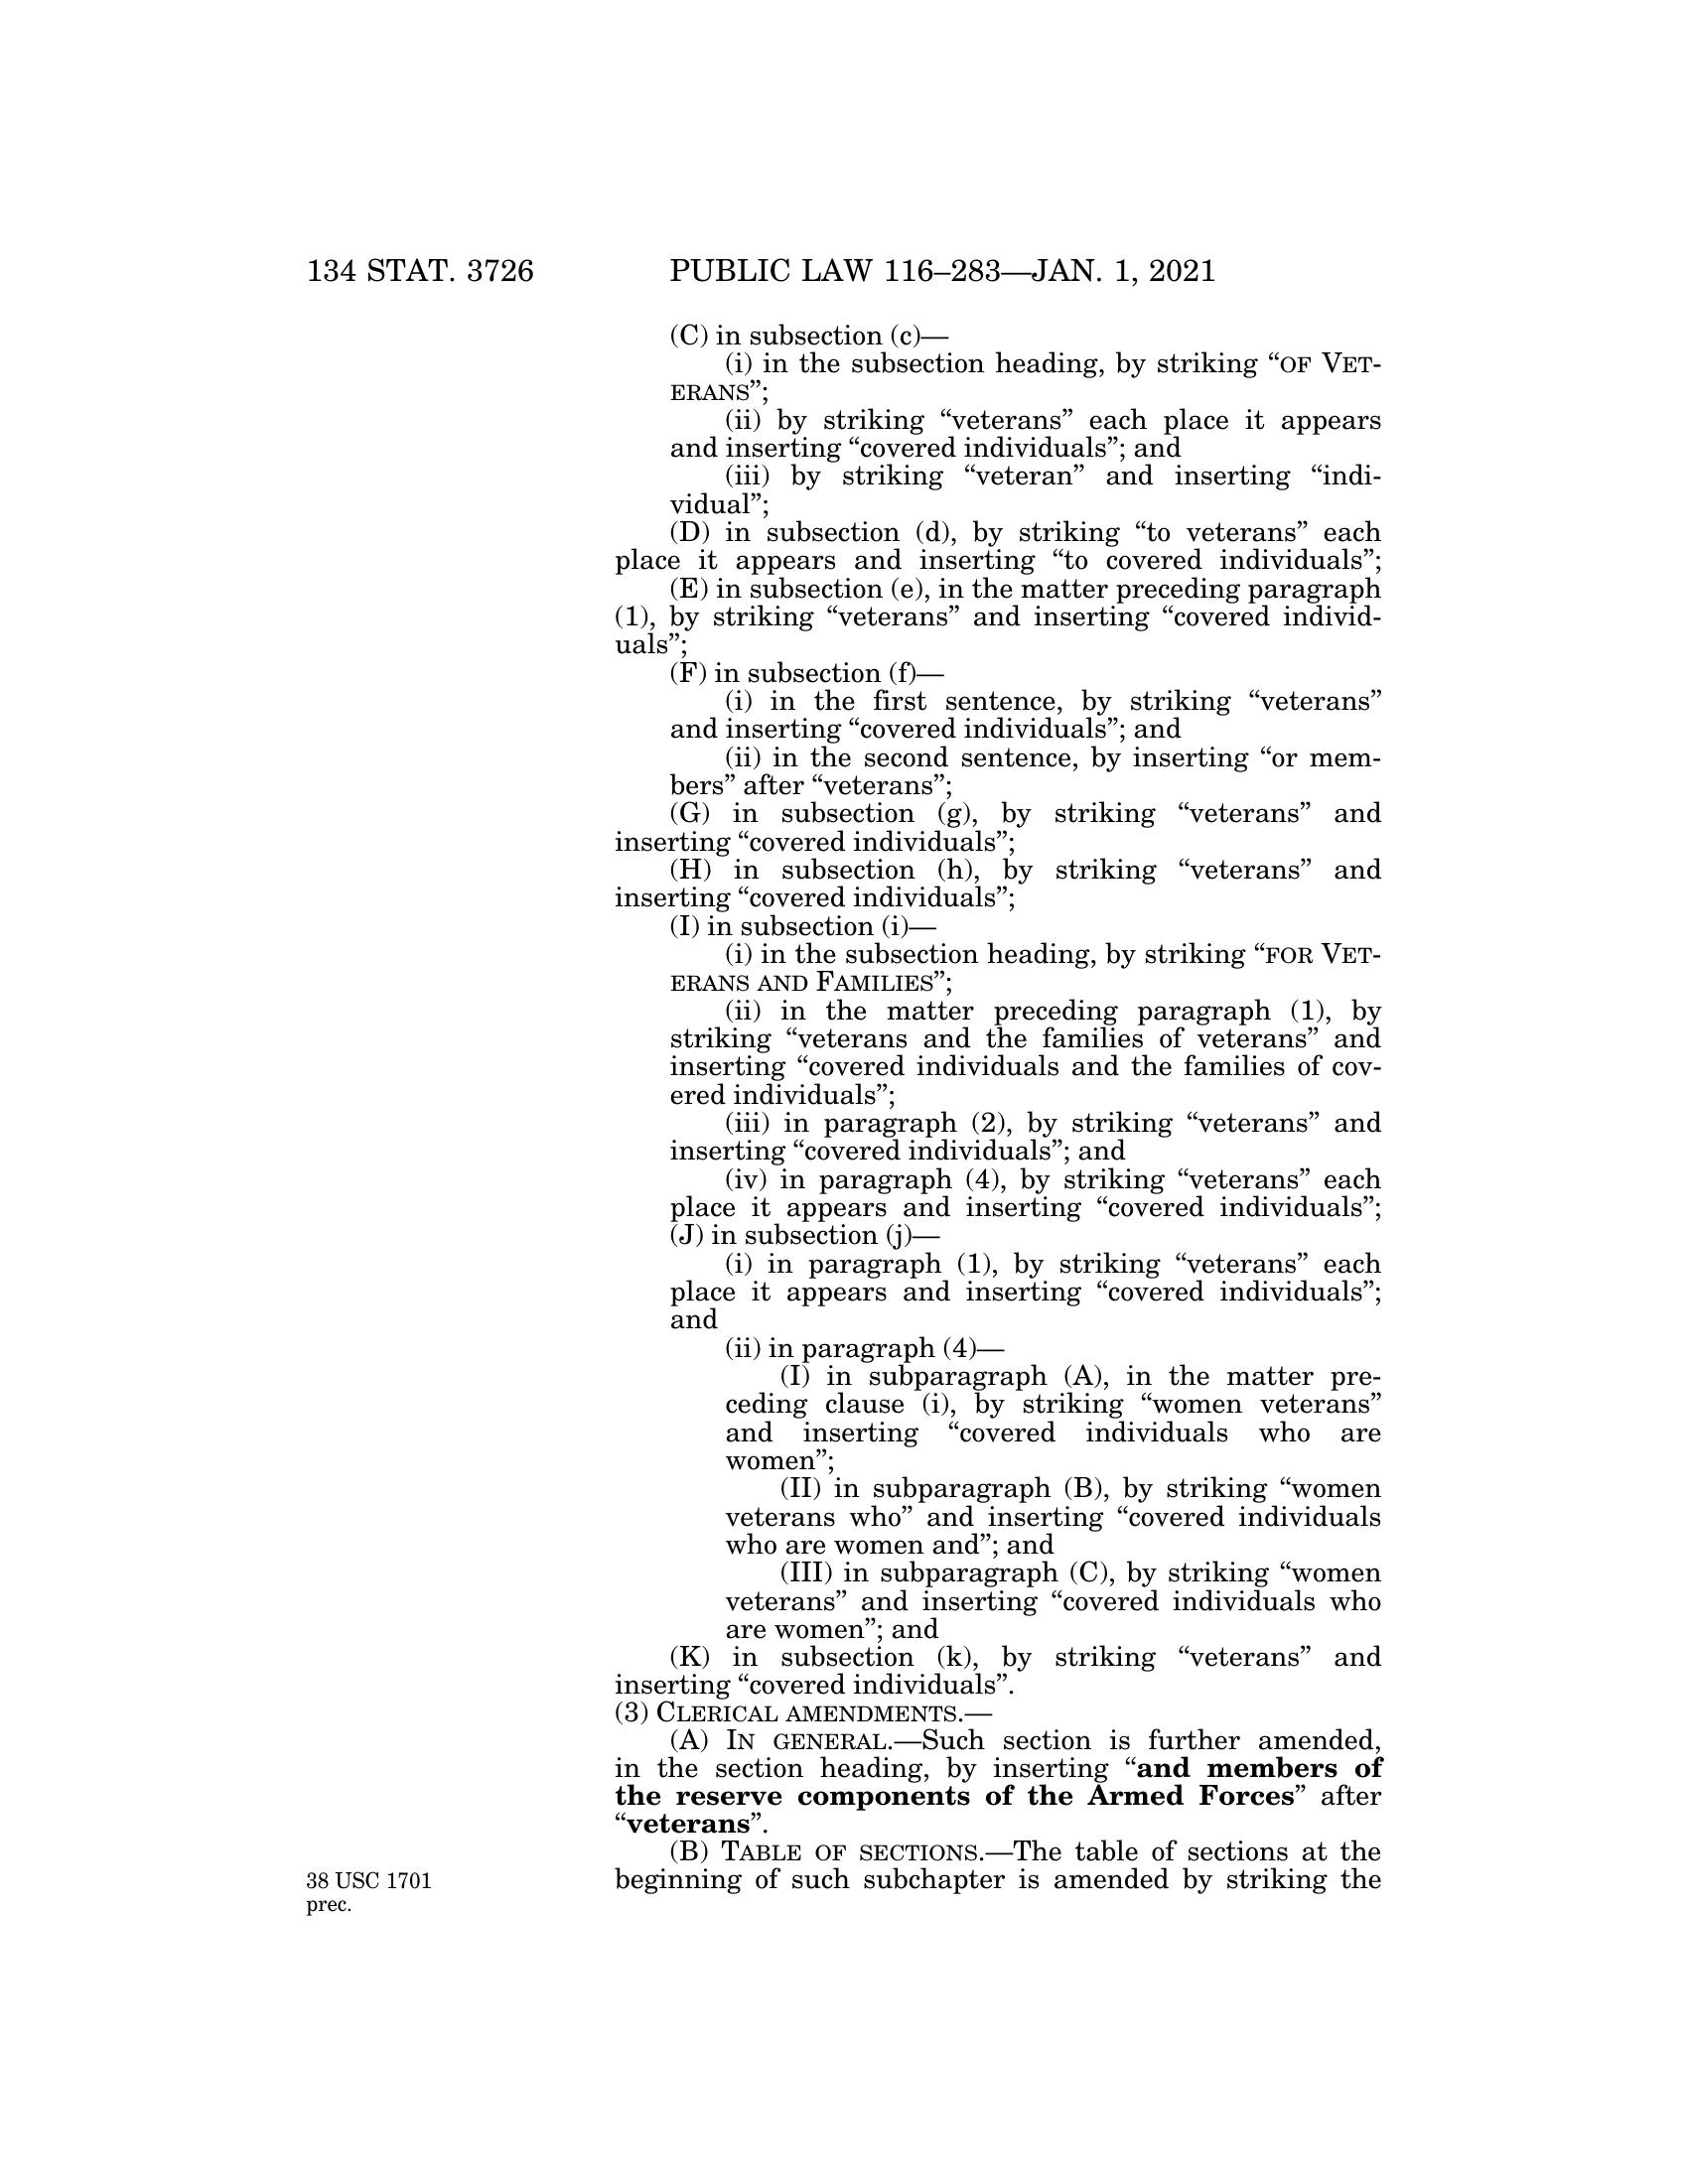 134 STAT. 3726
PUBLIC LAW 116–283—JAN. 1, 2021
(C) in subsection (c)—
(i) in the subsection heading, by striking “OF VET-
ERANS”;
(ii) by striking “veterans” each place it appears
and inserting “covered individuals”; and
(iii) by striking “veteran” and inserting “indi-
vidual”;
(D) in subsection (d), by striking “to veterans” each
place it appears and inserting “to covered individuals”;
(E) in subsection (e), in the matter preceding paragraph
(1), by striking “veterans” and inserting “covered individ-
uals”;
(F) in subsection (f)—
(i) in the first sentence, by striking “veterans”
and inserting “covered individuals”; and
(ii) in the second sentence, by inserting “or mem-
bers” after “veterans”;
(G) in subsection (g), by striking “veterans” and
inserting “covered individuals”;
(H) in subsection (h), by striking “veterans” and
inserting “covered individuals”;
(I) in subsection (i)—
(i) in the subsection heading, by striking “FOR VET-
ERANS AND FAMILIES”;
(ii) in the matter preceding paragraph (1), by
striking “veterans and the families of veterans” and
inserting “covered individuals and the families of cov-
ered individuals”;
(iii) in paragraph (2), by striking “veterans” and
inserting “covered individuals”; and
(iv) in paragraph (4), by striking “veterans” each
place it appears and inserting “covered individuals”;
(J) in subsection (j)—
(i) in paragraph (1), by striking “veterans” each
place it appears and inserting “covered individuals”;
and
(ii) in paragraph (4)—
(I) in subparagraph (A), in the matter pre-
ceding clause (i), by striking “women veterans”
and inserting “covered individuals who are
women”;
(II) in subparagraph (B), by striking “women
veterans who” and inserting “covered individuals
who are women and”; and
(III) in subparagraph (C), by striking “women
veterans” and inserting “covered individuals who
are women”; and
(K) in subsection (k), by striking “veterans” and
inserting “covered individuals”.
(3) CLERICAL AMENDMENTS.—
(A) IN GENERAL.—Such section is further amended,
in the section heading, by inserting “and members of
the reserve components of the Armed Forces” after
“veterans”.
(B) TABLE OF SECTIONS.—The table of sections at the
beginning of such subchapter is amended by striking the
38 USC 1701
prec.